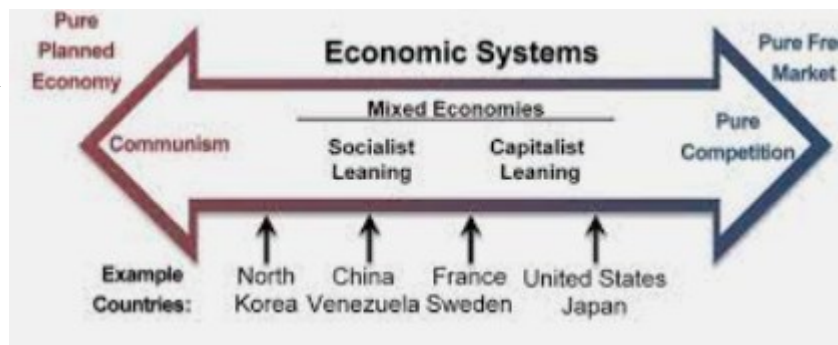 Pure
Planned
Economy
Economic Systems
Pure Fre
Market
Mixed Economies
Communism
Socialist
Leaning
Capitalist
Leaning
Pure
Competition
Example
Countries:
North
Korea
China
Venezuela
France
Sweden
United States
Japan